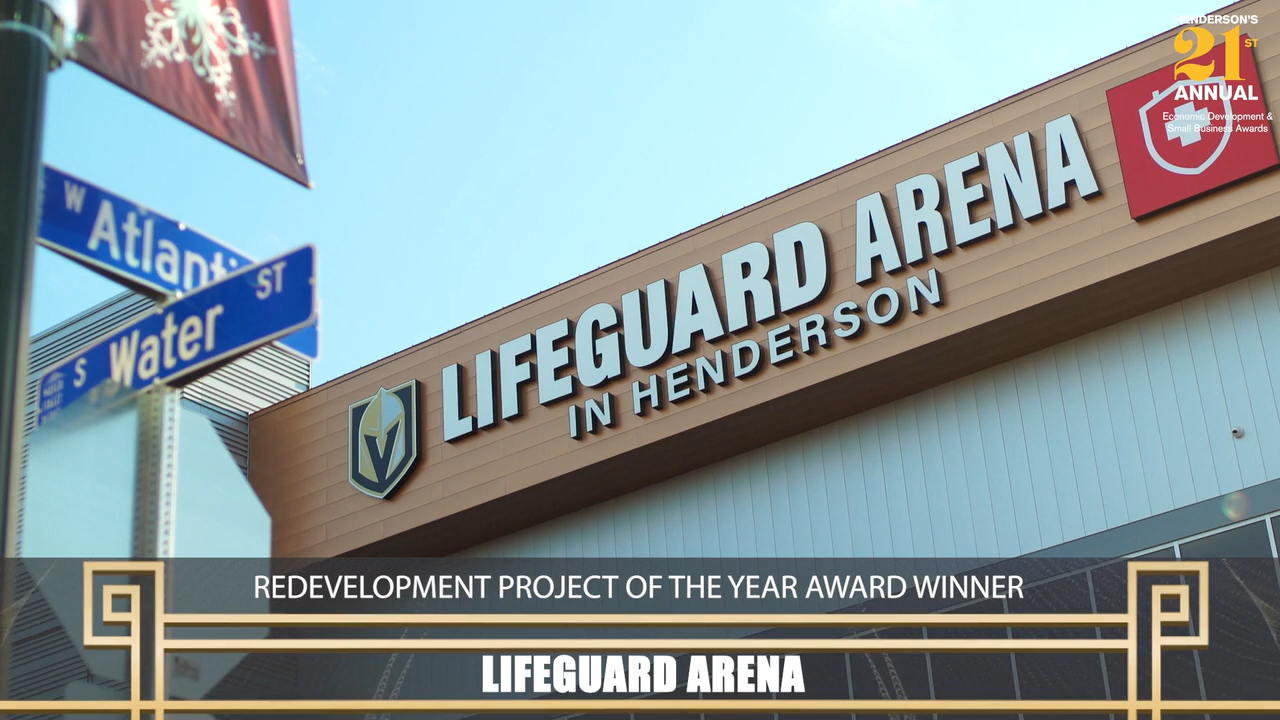 HENDERSON'S
21ST
ANNUAL
Economic Development &
Small Business Awards
W Atlanti
S Water ST
LIFEGUARD ARENA
IN HENDERSON
V
REDEVELOPMENT PROJECT OF THE YEAR AWARD WINNER
LIFEGUARD ARENA